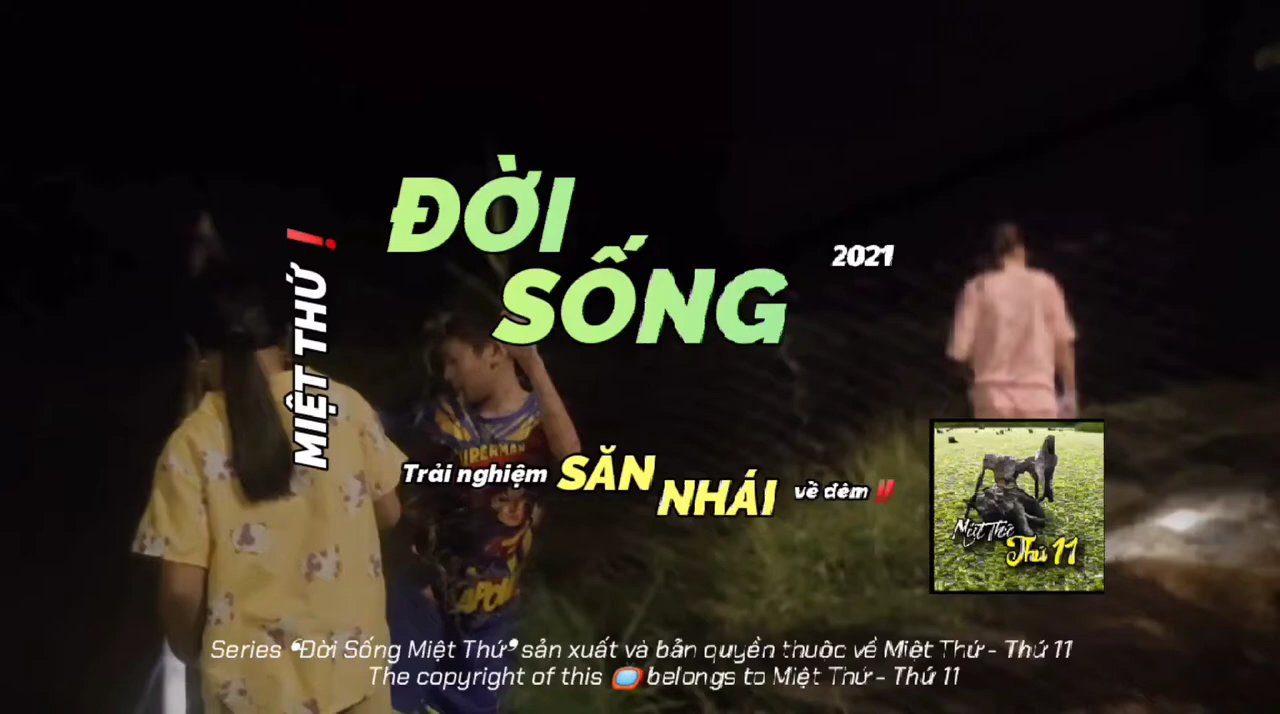 MIỆT THỨ !
ĐỜI
SỐNG
2021
Trải nghiệm SĂN NHÁI về đêm !!
SUPERMAN
Miệt Thứ
Thứ 11
Series “Đời Sống Miệt Thứ” sản xuất và bản quyền thuộc về Miệt Thứ - Thứ 11
The copyright of this belongs to Miệt Thứ - Thứ 11